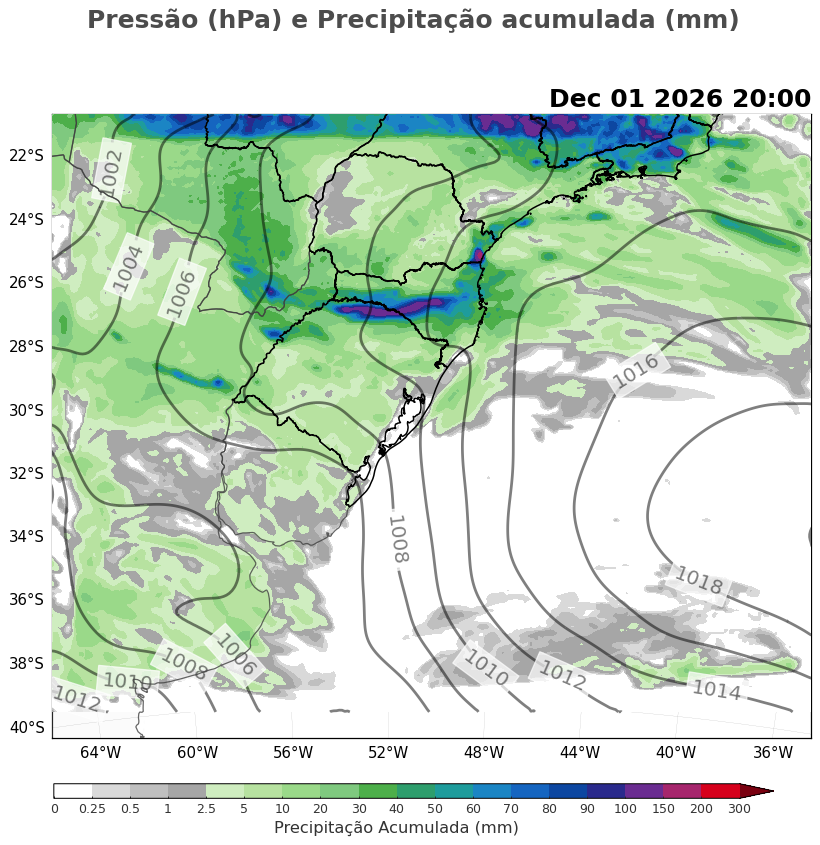 Pressão (hPa) e Precipitação acumulada (mm)
Dec 01 2026 20:00
22°S
24°S
26°S
28°S
30°S
32°S
34°S
36°S
38°S
40°S
1002
1004
1006
1016
1008
1018
1006
1008
1010
1012
1010
1012
1014
64°W 60°W 56°W 52°W 48°W 44°W 40°W 36°W
0 0.25 0.5 1 2.5 5 10 20 30 40 50 60 70 80 90 100 150 200 300
Precipitação Acumulada (mm)